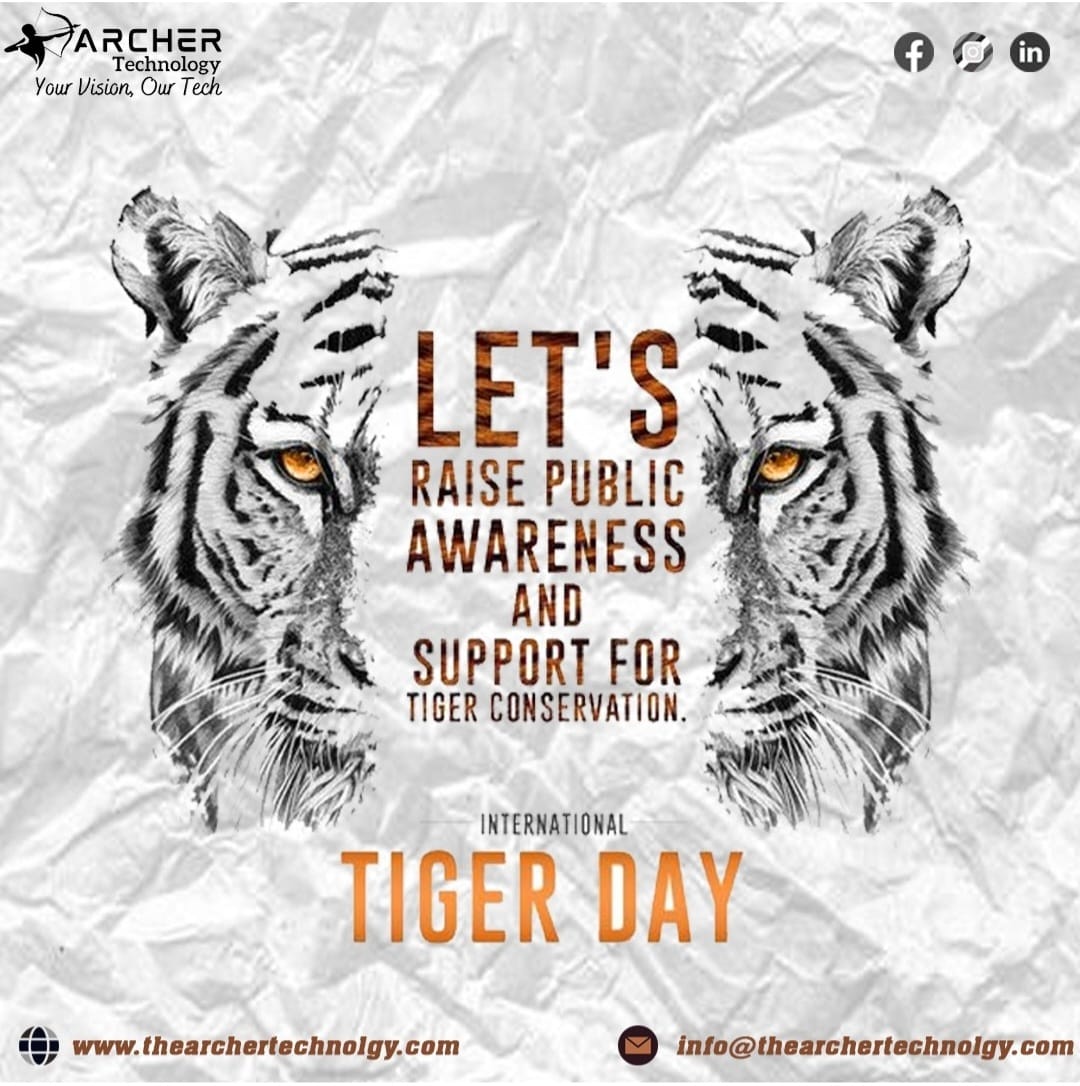 ARCHER
Technology
Your Vision, Our Tech
LET'S
RAISE PUBLIC
AWARENESS
AND
SUPPORT FOR
TIGER CONSERVATION.
INTERNATIONAL
TIGER DAY
www.thearchertechnolgy.com
info@thearchertechnolgy.com